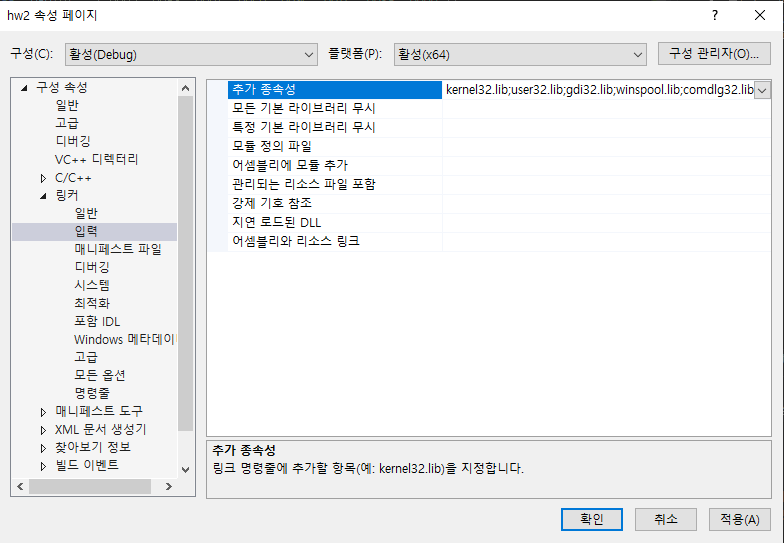 hw2 속성 페이지
구성(C): 활성(Debug) 플랫폼(P): 활성(x64) 구성 관리자(O)...
구성 속성
일반
고급
디버깅
VC++ 디렉터리
C/C++
링커
일반
입력
매니페스트 파일
디버깅
시스템
최적화
포함 IDL
Windows 메타데이터
고급
모든 옵션
명령줄
매니페스트 도구
XML 문서 생성기
찾아보기 정보
빌드 이벤트
추가 종속성 kernel32.lib;user32.lib;gdi32.lib;winspool.lib;comdlg32.lib
모든 기본 라이브러리 무시
특정 기본 라이브러리 무시
모듈 정의 파일
어셈블리에 모듈 추가
관리되는 리소스 파일 포함
강제 기호 참조
지연 로드된 DLL
어셈블리와 리소스 링크
추가 종속성
링크 명령줄에 추가할 항목(예: kernel32.lib)을 지정합니다.
확인 취소 적용(A)